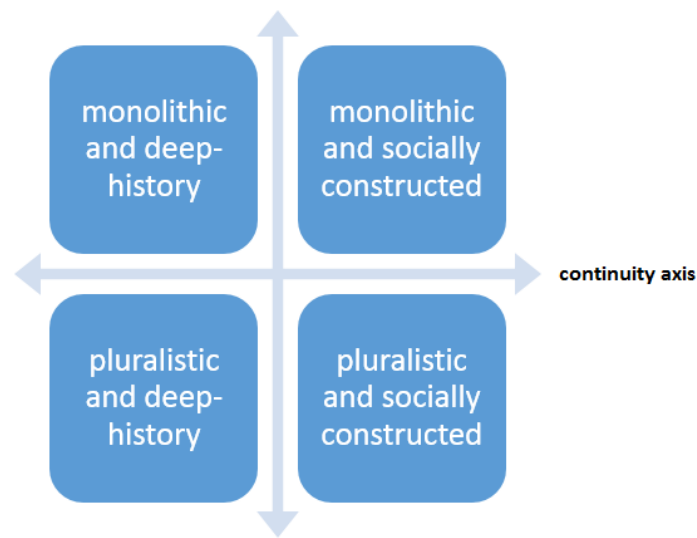 monolithic
and deep-
history
monolithic
and socially
constructed
continuity axis
pluralistic
and deep-
history
pluralistic
and socially
constructed